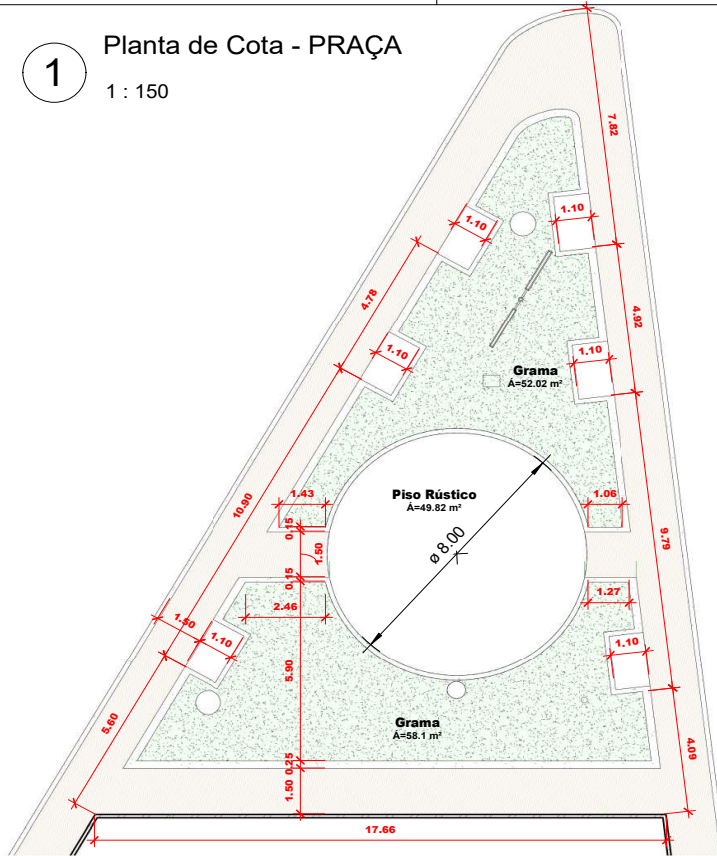 Planta de Cota - PRAÇA
1
1 : 150
7.82
1.10
1.10
4.78
4.92
1.10
1.10
Grama
Á=52.02 m²
10.90
1.43
Piso Rústico
Á=49.82 m²
1.06
0.15
1.50
ø 8.00
9.79
0.15
1.27
2.46
1.50
1.10
1.10
5.90
5.60
Grama
Á=58.1 m²
4.09
0.25
1.50
17.66